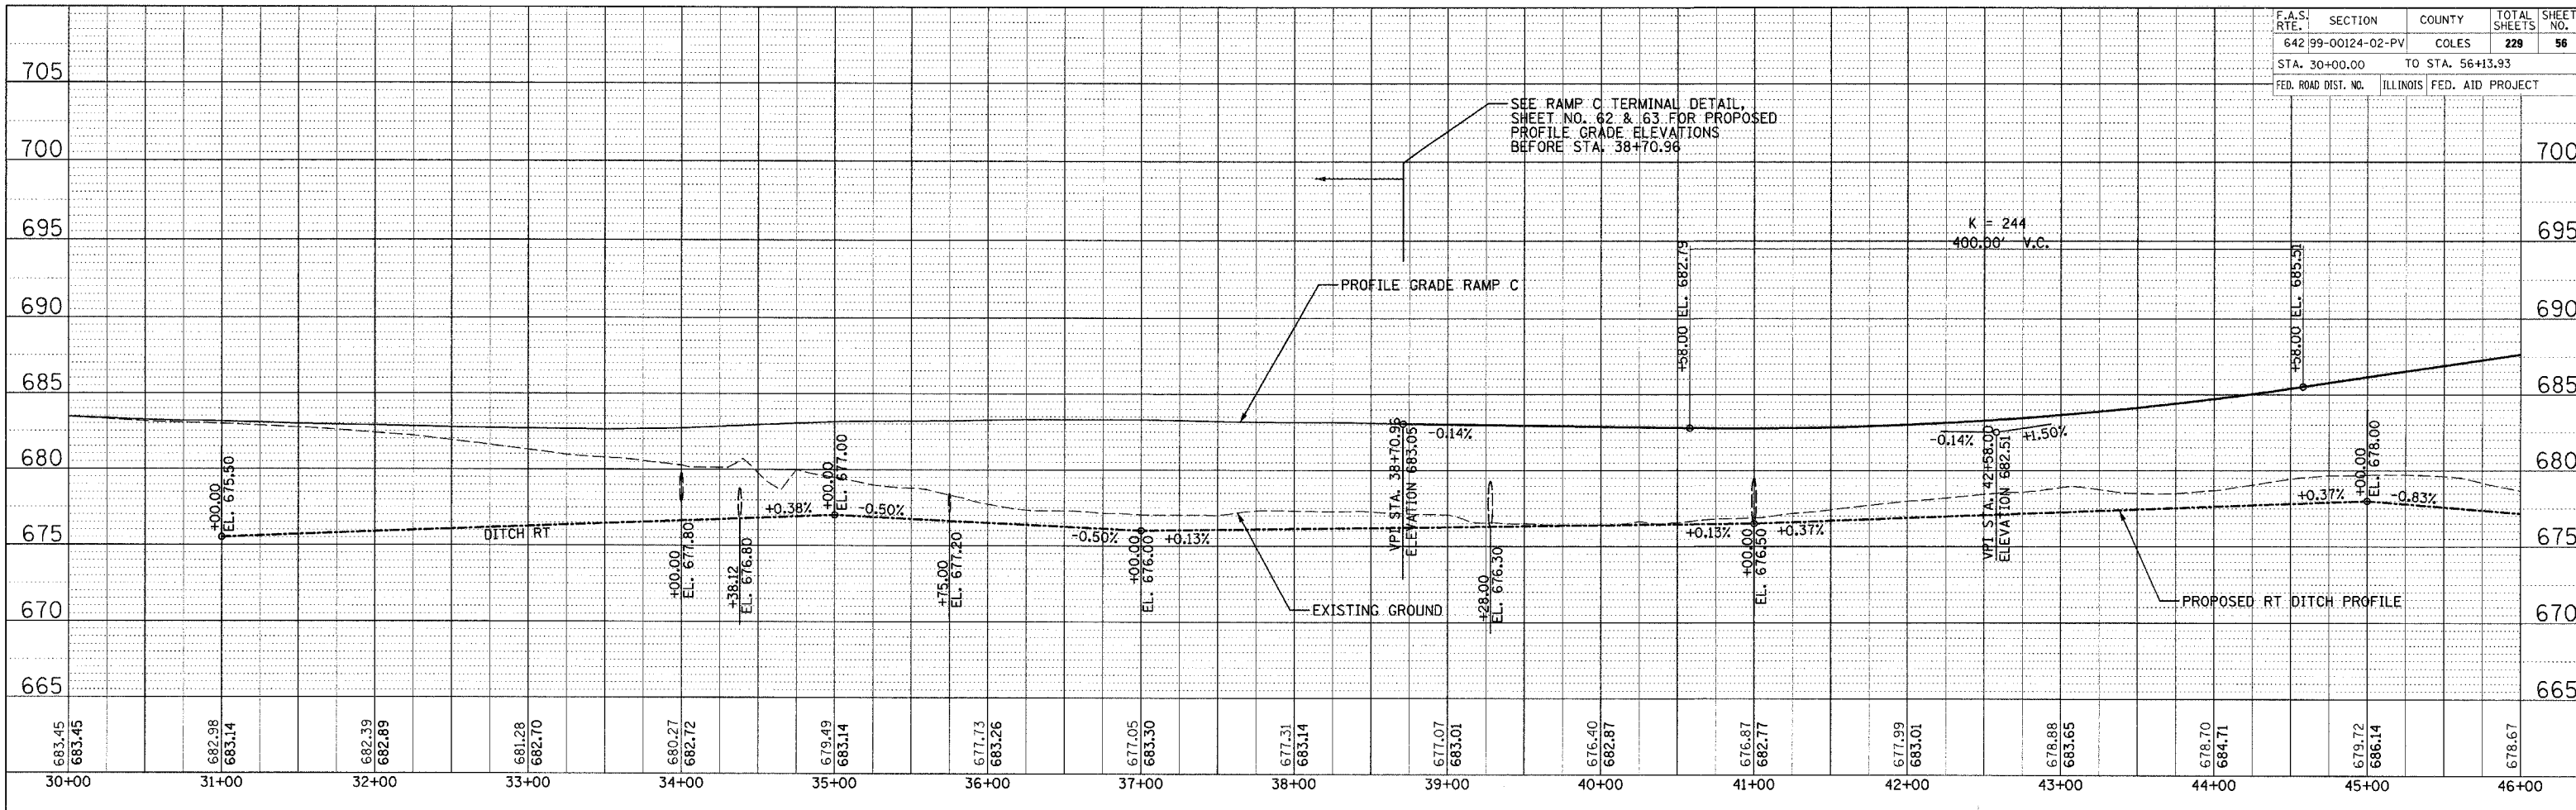 F.A.S. RTE. SECTION COUNTY TOTAL SHEETS SHEET NO.
642 99-00124-02-PV COLES 229 56
STA. 30+00.00 TO STA. 56+13.93
FED. ROAD DIST. NO. ILLINOIS FED. AID PROJECT
705
SEE RAMP C TERMINAL DETAIL,
SHEET NO. 62 & 63 FOR PROPOSED
PROFILE GRADE ELEVATIONS
BEFORE STA. 38+70.96
700 700
K = 244
695 400.00' V.C. 695
+58.00 EL. 682.79
+58.00 EL. 685.51
PROFILE GRADE RAMP C
690 690
685 685
680 680
+00.00
EL. 675.50
DITCH RT
+00.00
EL. 677.80
+38.12
EL. 676.80
+0.38%
+00.00
EL. 677.00
-0.50%
+75.00
EL. 677.20
-0.50%
+00.00
EL. 676.00
+0.13%
VPI STA. 38+70.96
ELEVATION 683.05
-0.14%
+28.00
EL. 676.30
+0.13%
+00.00
EL. 676.50
+0.37%
-0.14%
VPI STA. 42+58.00
ELEVATION 682.51
+1.50%
+0.37%
+00.00
EL. 678.00
-0.83%
675 675
EXISTING GROUND
PROPOSED RT DITCH PROFILE
670 670
665 665
683.45
683.45
682.98
683.14
682.39
682.89
681.28
682.70
680.27
682.72
679.49
683.14
677.73
683.26
677.05
683.30
677.31
683.14
677.07
683.01
676.40
682.87
676.87
682.77
677.99
683.01
678.88
683.65
678.70
684.71
679.72
686.14
678.67
30+00 31+00 32+00 33+00 34+00 35+00 36+00 37+00 38+00 39+00 40+00 41+00 42+00 43+00 44+00 45+00 46+00